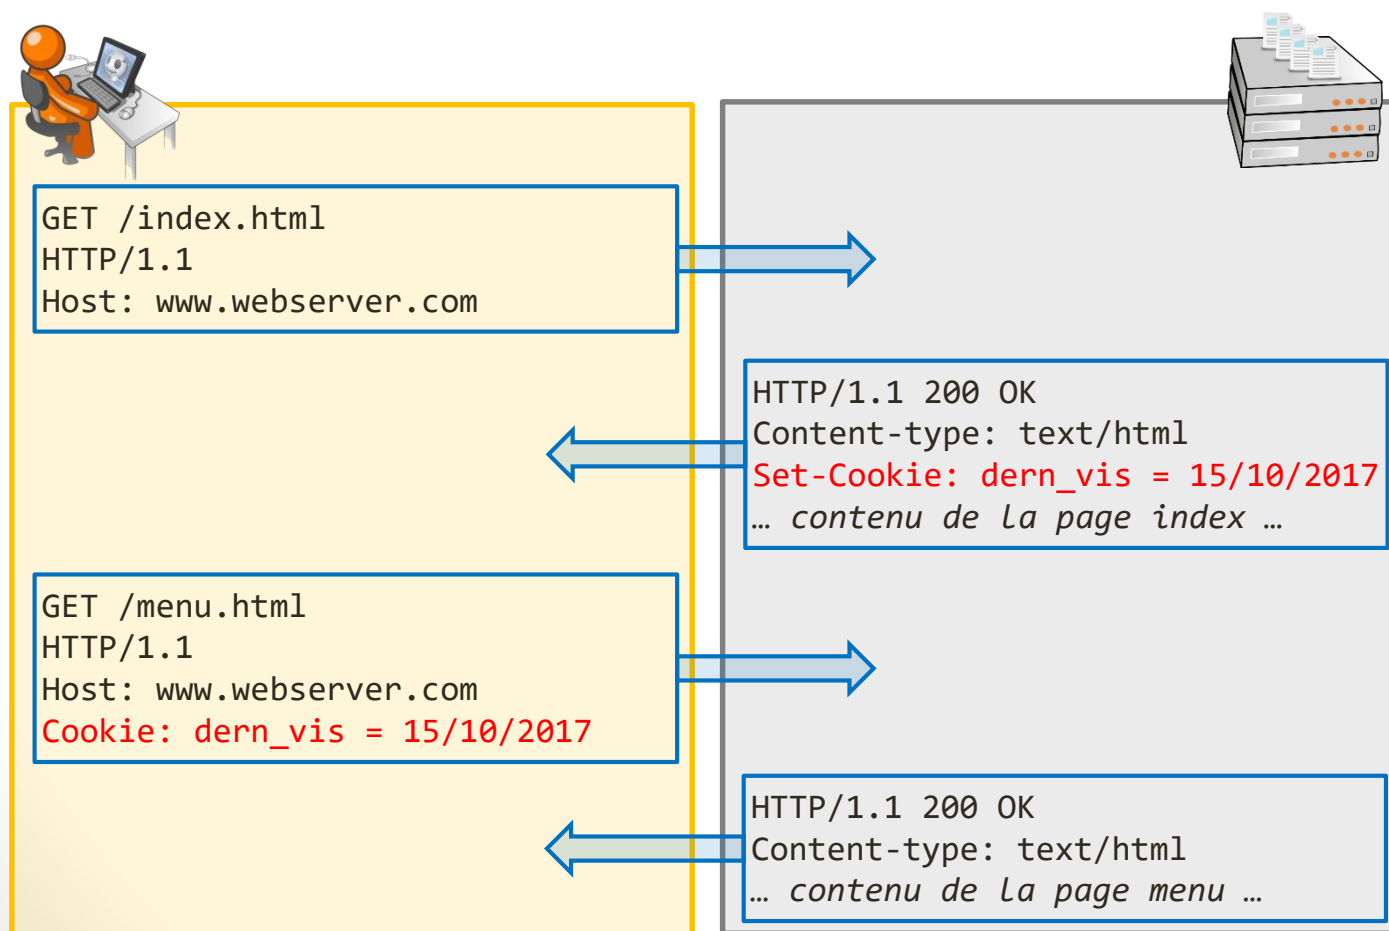 GET /index.html
HTTP/1.1
Host: www.webserver.com
HTTP/1.1 200 OK
Content-type: text/html
Set-Cookie: dern_vis = 15/10/2017
… contenu de la page index …
GET /menu.html
HTTP/1.1
Host: www.webserver.com
Cookie: dern_vis = 15/10/2017
HTTP/1.1 200 OK
Content-type: text/html
… contenu de la page menu …